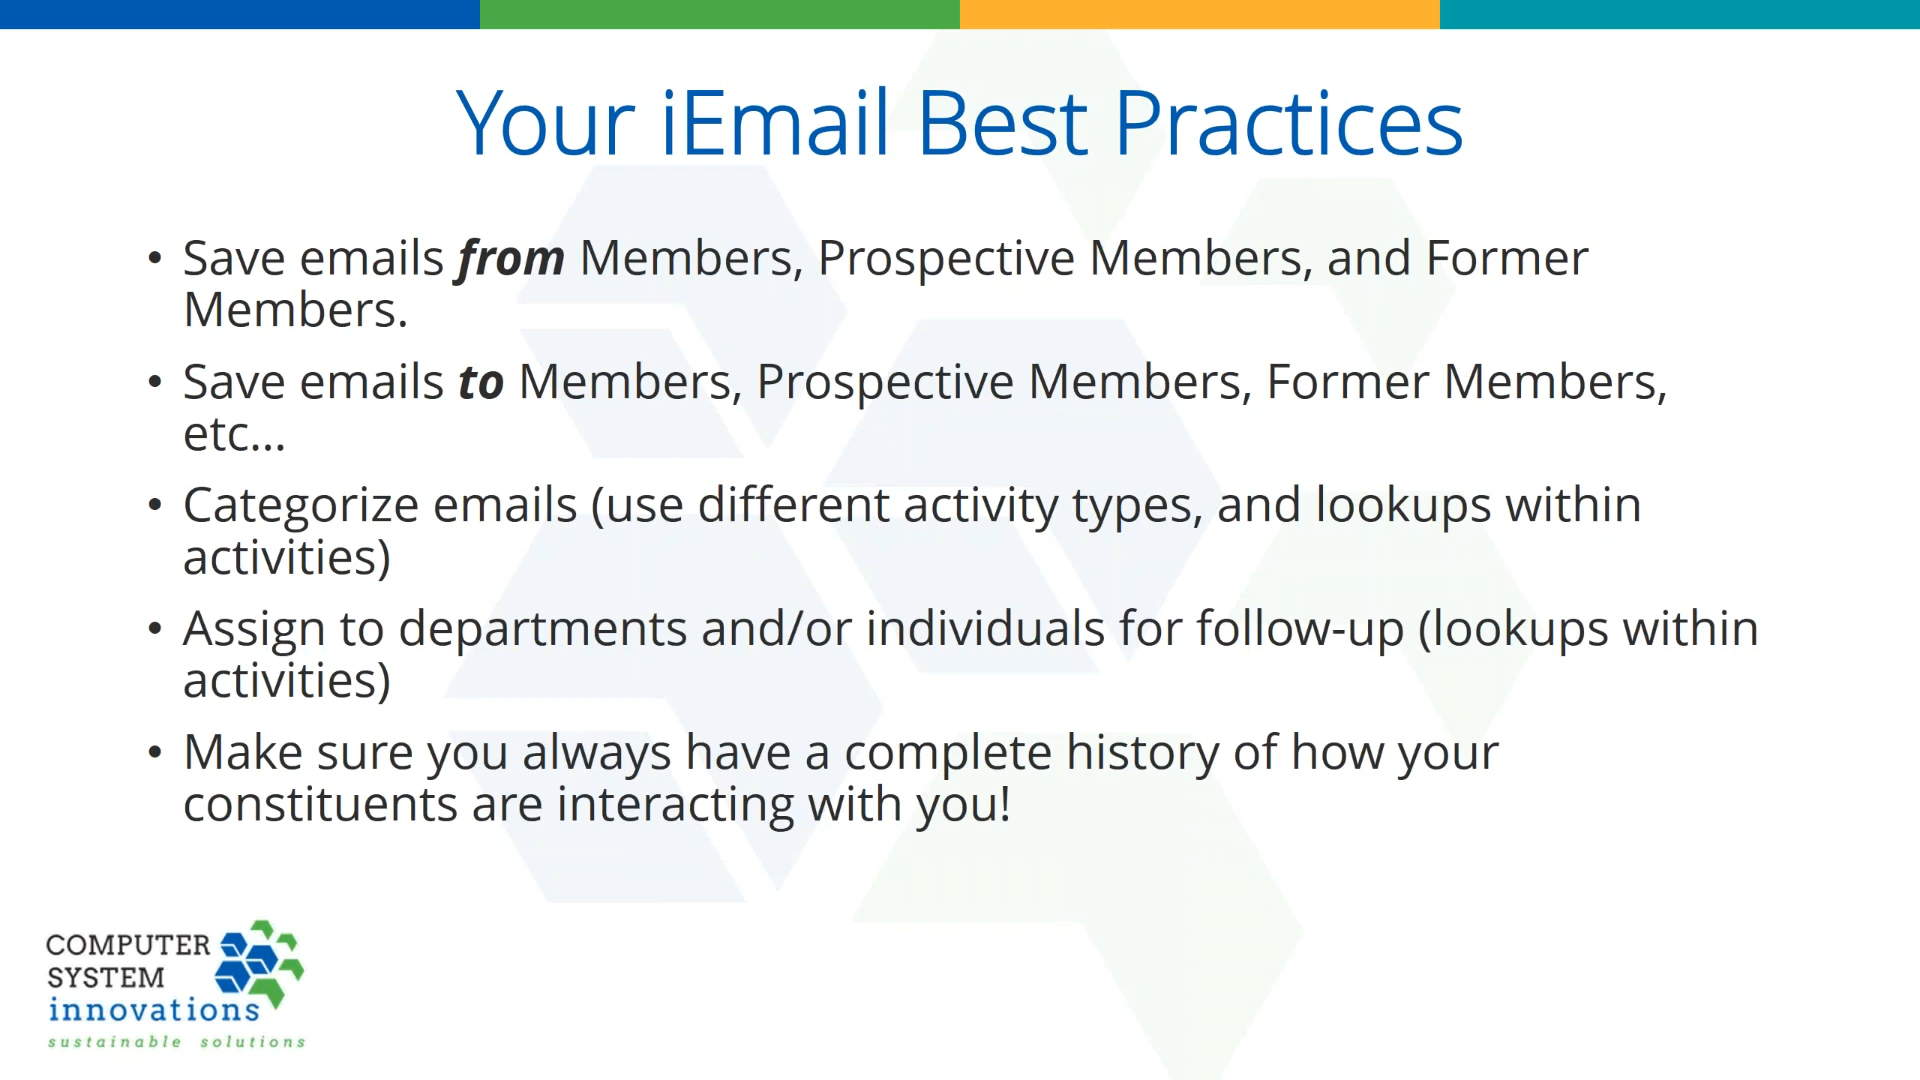 Your iEmail Best Practices
• Save emails from Members, Prospective Members, and Former
Members.
• Save emails to Members, Prospective Members, Former Members,
etc...
• Categorize emails (use different activity types, and lookups within
activities)
• Assign to departments and/or individuals for follow-up (lookups within
activities)
• Make sure you always have a complete history of how your
constituents are interacting with you!
COMPUTER
SYSTEM
innovations
sustainable solutions